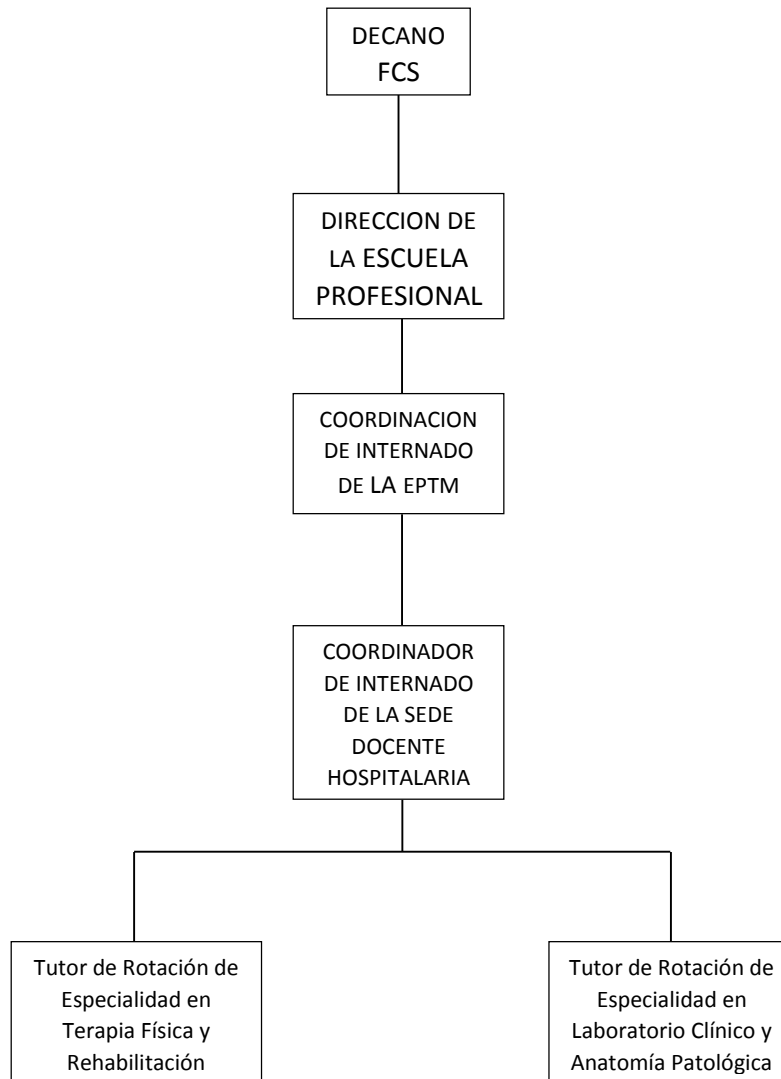 DECANO
FCS
DIRECCION DE
LA ESCUELA
PROFESIONAL
COORDINACION
DE INTERNADO
DE LA EPTM
COORDINADOR
DE INTERNADO
DE LA SEDE
DOCENTE
HOSPITALARIA
Tutor de Rotación de
Especialidad en
Terapia Física y
Rehabilitación
Tutor de Rotación de
Especialidad en
Laboratorio Clínico y
Anatomía Patológica